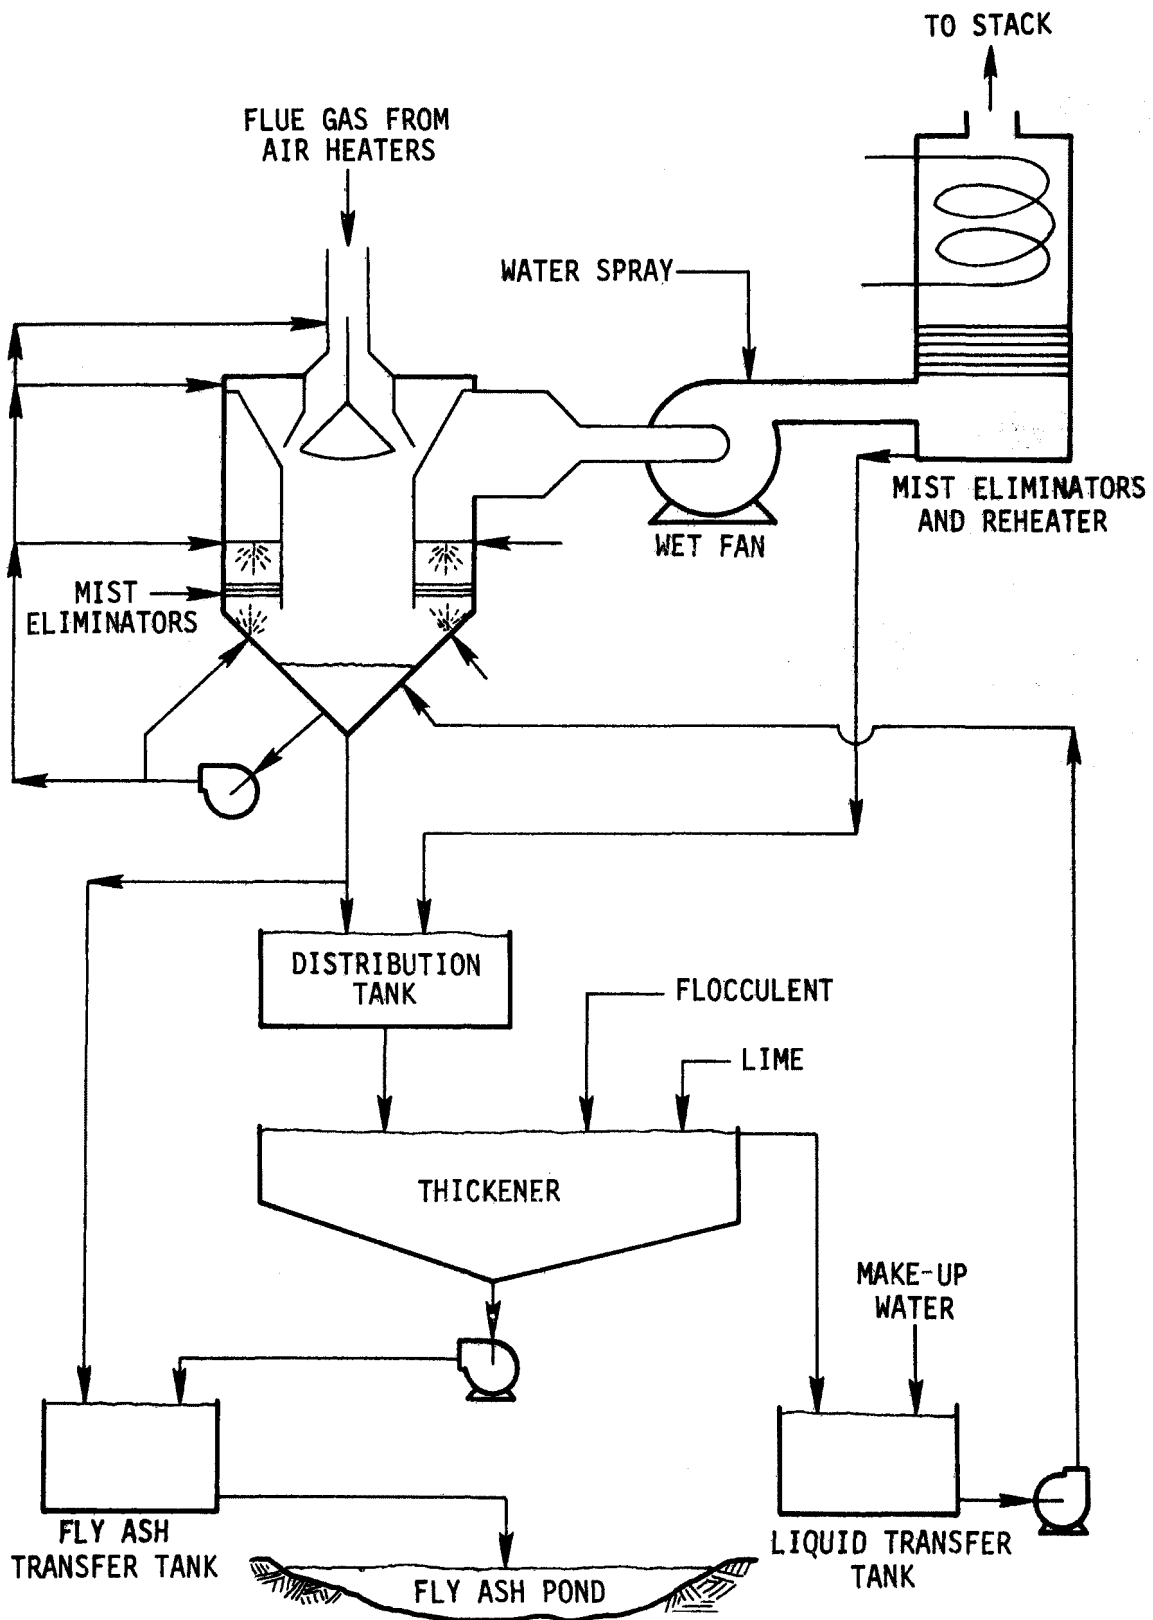 TO STACK
FLUE GAS FROM
AIR HEATERS
WATER SPRAY
MIST ELIMINATORS
AND REHEATER
WET FAN
MIST
ELIMINATORS
DISTRIBUTION
TANK
FLOCCULENT
LIME
THICKENER
MAKE-UP
WATER
FLY ASH
TRANSFER TANK
LIQUID TRANSFER
TANK
FLY ASH POND